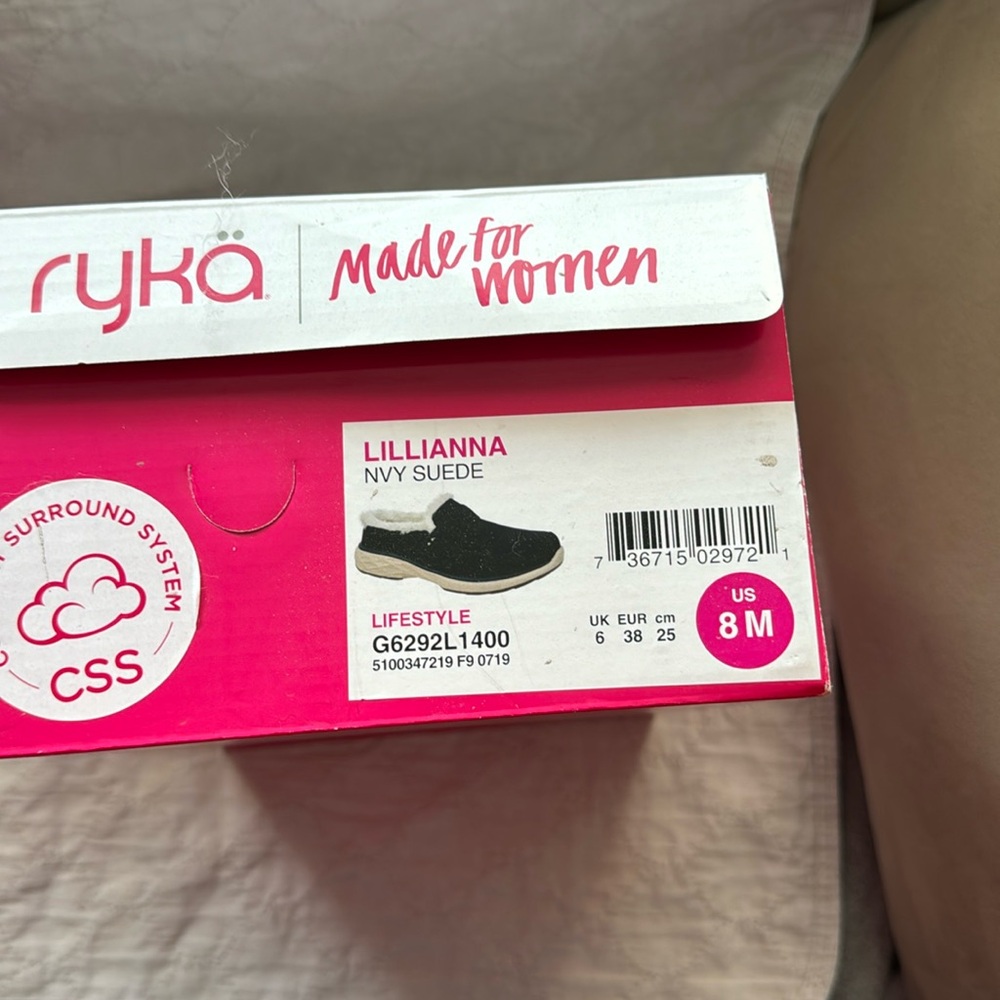 rykä
Made for
women
SURROUND SYSTEM
CSS
LILLIANNA
NVY SUEDE
7 36715 02972 1
LIFESTYLE
G6292L1400
5100347219 F9 0719
UK EUR cm
6 38 25
US
8 M